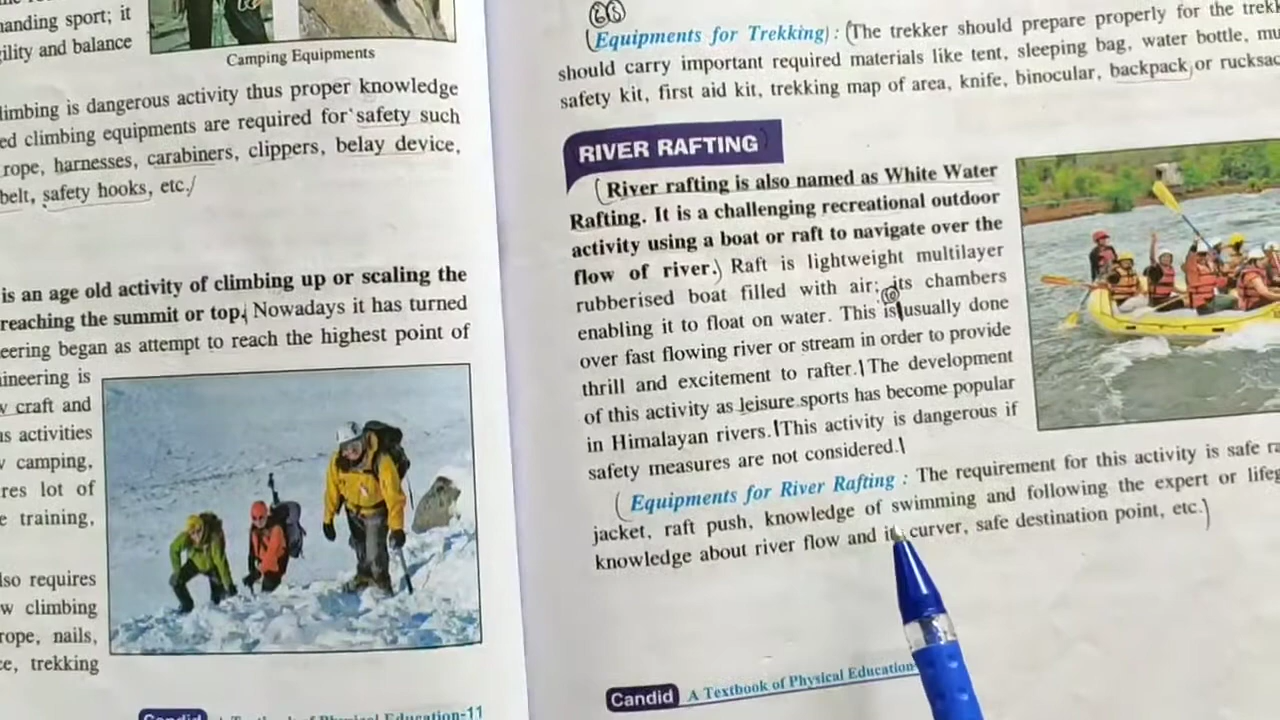 sport; it
and balance
Camping Equipments
climbing is dangerous activity thus proper knowledge
climbing equipments are required for safety such
rope, harnesses, carabiners, clippers, belay device,
belt, safety hooks, etc./
is an age old activity of climbing up or scaling the
reaching the summit or top. Nowadays it has turned
began as attempt to reach the highest point of
is
craft and
activities
camping,
lot of
training,
requires
climbing
rope, nails,
trekking
Candid A Textbook of Physical Education-11
68
(Equipments for Trekking) : (The trekker should prepare properly for the
should carry important required materials like tent, sleeping bag, water bottle,
safety kit, first aid kit, trekking map of area, knife, binocular, backpack or
RIVER RAFTING
(River rafting is also named as White Water
Rafting. It is a challenging recreational outdoor
activity using a boat or raft to navigate over the
flow of river.) Raft is lightweight multilayer
rubberised boat filled with air; its chambers
enabling it to float on water. This is usually done
over fast flowing river or stream in order to provide
thrill and excitement to rafter. The development
of this activity as leisure sports has become popular
in Himalayan rivers. This activity is dangerous if
safety measures are not considered.
(Equipments for River Rafting : The requirement for this activity is safe
jacket, raft push, knowledge of swimming and following the expert or
knowledge about river flow and curver, safe destination point, etc.)
Candid A Textbook of Physical Education